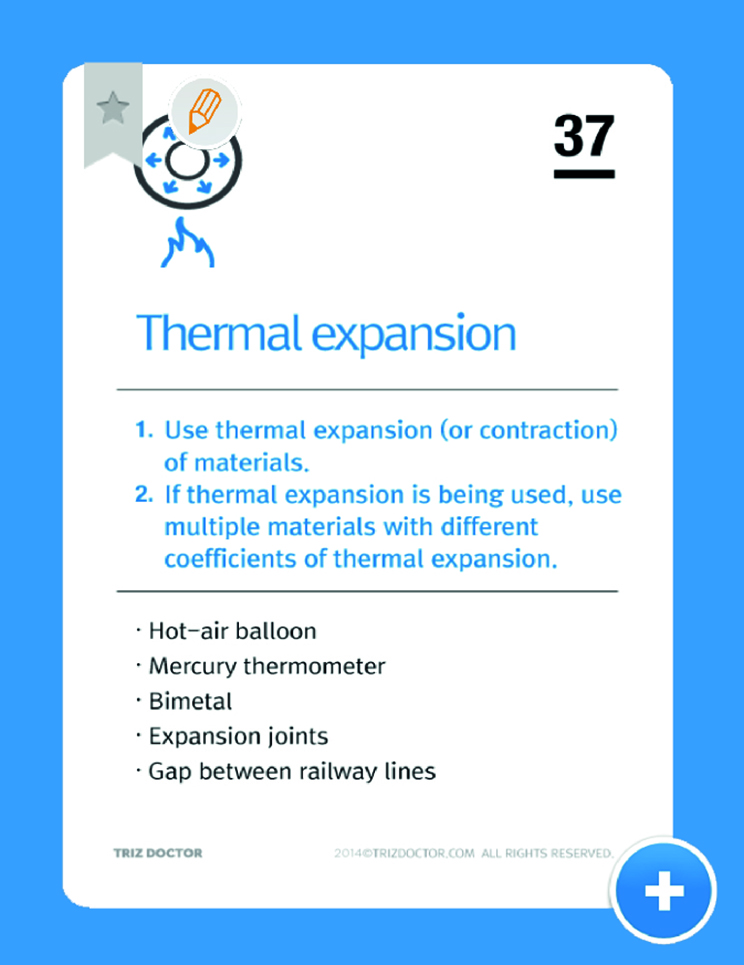 37
Thermal expansion
1. Use thermal expansion (or contraction)
of materials.
2. If thermal expansion is being used, use
multiple materials with different
coefficients of thermal expansion.
· Hot-air balloon
· Mercury thermometer
· Bimetal
· Expansion joints
· Gap between railway lines
TRIZ DOCTOR 2014©TRIZDOCTOR.COM ALL RIGHTS RESERVED.